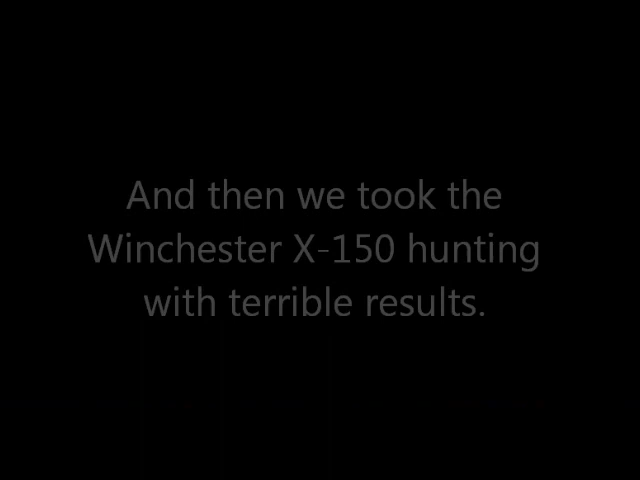 And then we took the
Winchester X-150 hunting
with terrible results.